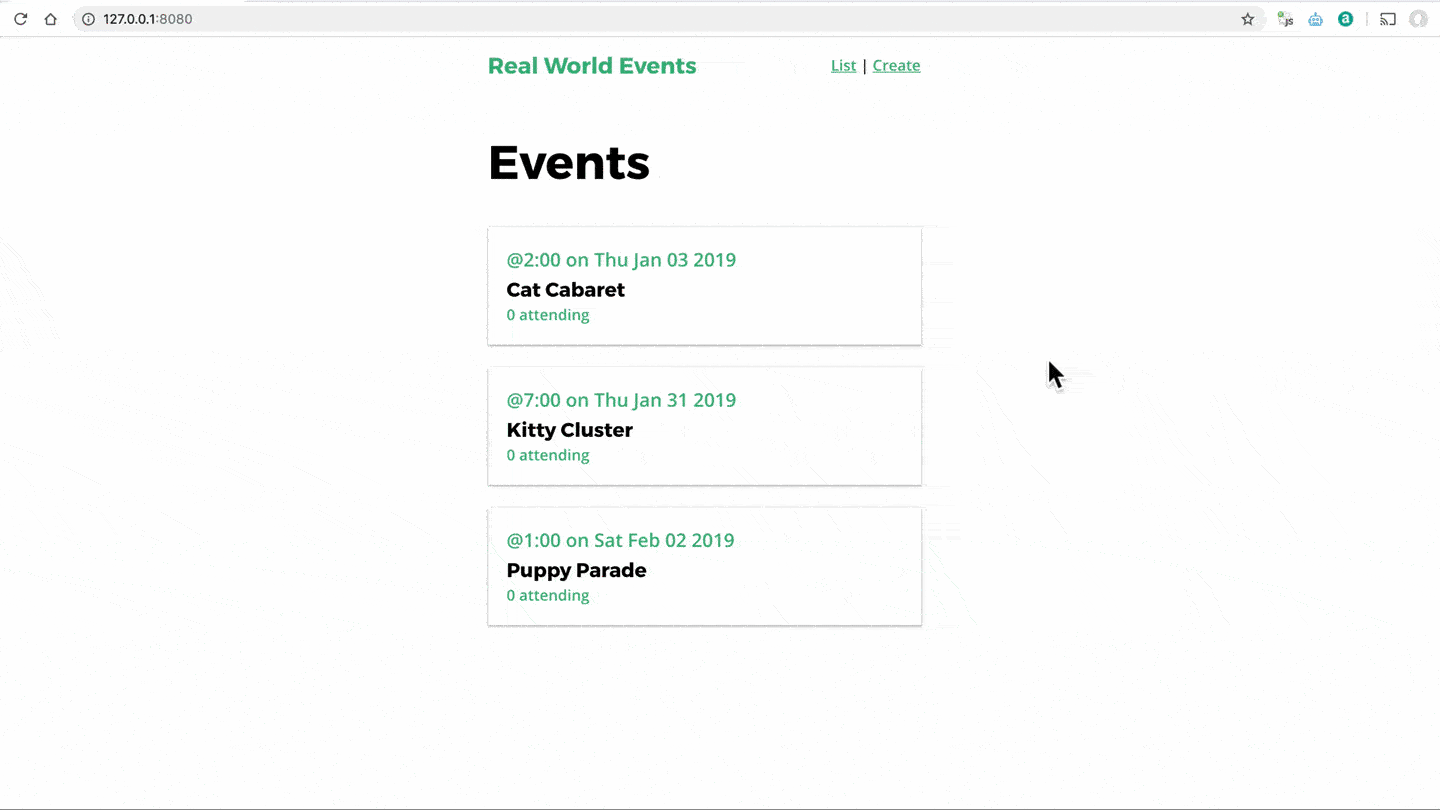 127.0.0.1:8080
Real World Events
List | Create
Events
@2:00 on Thu Jan 03 2019
Cat Cabaret
0 attending
@7:00 on Thu Jan 31 2019
Kitty Cluster
0 attending
@1:00 on Sat Feb 02 2019
Puppy Parade
0 attending